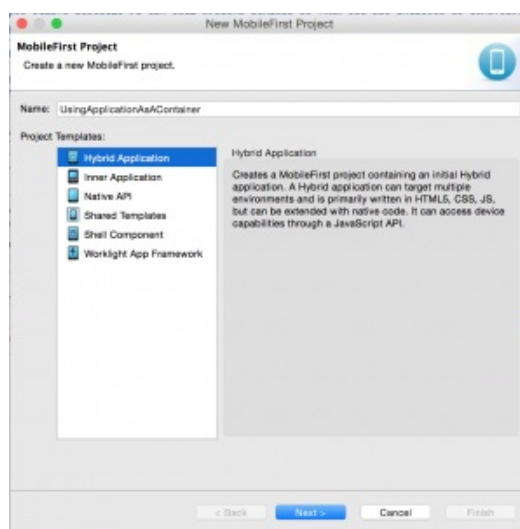 New MobileFirst Project
MobileFirst Project
Create a new MobileFirst project.
Name: UsingApplicationAsAContainer
Project Templates:
Hybrid Application
Inner Application
Native API
Shared Templates
Shell Component
Worklight App Framework
Hybrid Application
Creates a MobileFirst project containing an initial Hybrid
application. A Hybrid application can target multiple
environments and is primarily written in HTML5, CSS, JS,
but can be extended with native code. It can access device
capabilities through a JavaScript API.
< Back Next > Cancel Finish